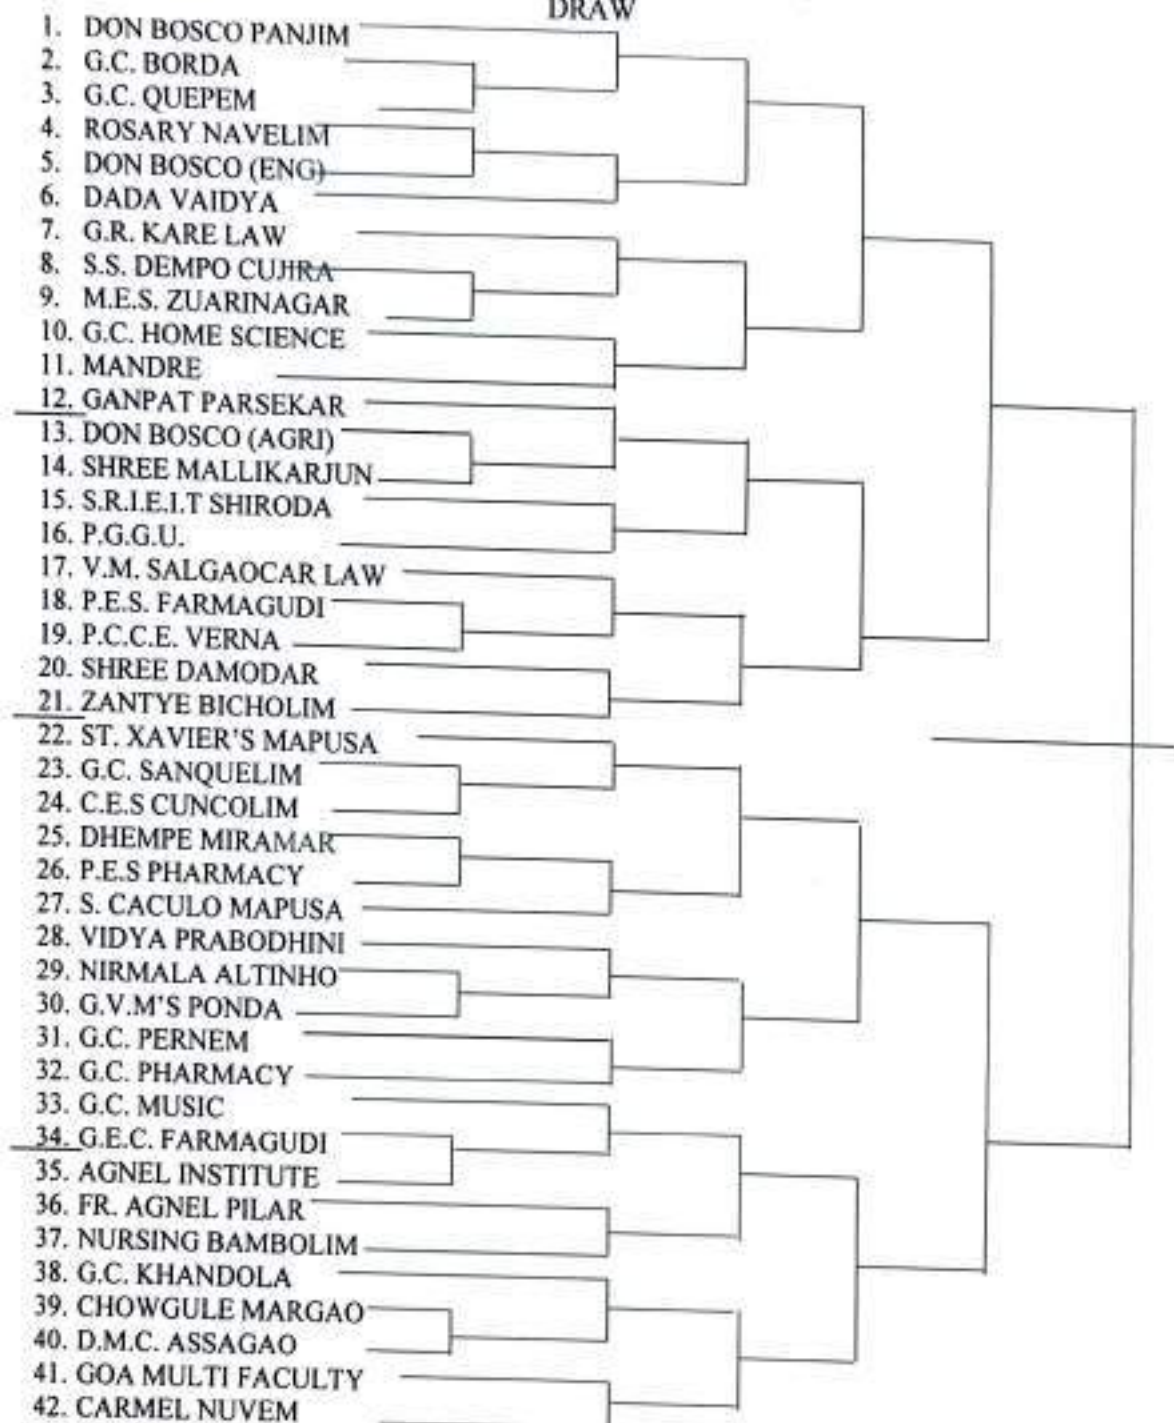 DRAW
1. DON BOSCO PANJIM
2. G.C. BORDA
3. G.C. QUEPEM
4. ROSARY NAVELIM
5. DON BOSCO (ENG)
6. DADA VAIDYA
7. G.R. KARE LAW
8. S.S. DEMPO CUJIRA
9. M.E.S. ZUARINAGAR
10. G.C. HOME SCIENCE
11. MANDRE
12. GANPAT PARSEKAR
13. DON BOSCO (AGRI)
14. SHREE MALLIKARJUN
15. S.R.I.E.I.T SHIRODA
16. P.G.G.U.
17. V.M. SALGAOCAR LAW
18. P.E.S. FARMAGUDI
19. P.C.C.E. VERNA
20. SHREE DAMODAR
21. ZANTYE BICHOLIM
22. ST. XAVIER'S MAPUSA
23. G.C. SANQUELIM
24. C.E.S CUNCOLIM
25. DHEMPE MIRAMAR
26. P.E.S PHARMACY
27. S. CACULO MAPUSA
28. VIDYA PRABODHINI
29. NIRMALA ALTINHO
30. G.V.M'S PONDA
31. G.C. PERNEM
32. G.C. PHARMACY
33. G.C. MUSIC
34. G.E.C. FARMAGUDI
35. AGNEL INSTITUTE
36. FR. AGNEL PILAR
37. NURSING BAMBOLIM
38. G.C. KHANDOLA
39. CHOWGULE MARGAO
40. D.M.C. ASSAGAO
41. GOA MULTI FACULTY
42. CARMEL NUVEM